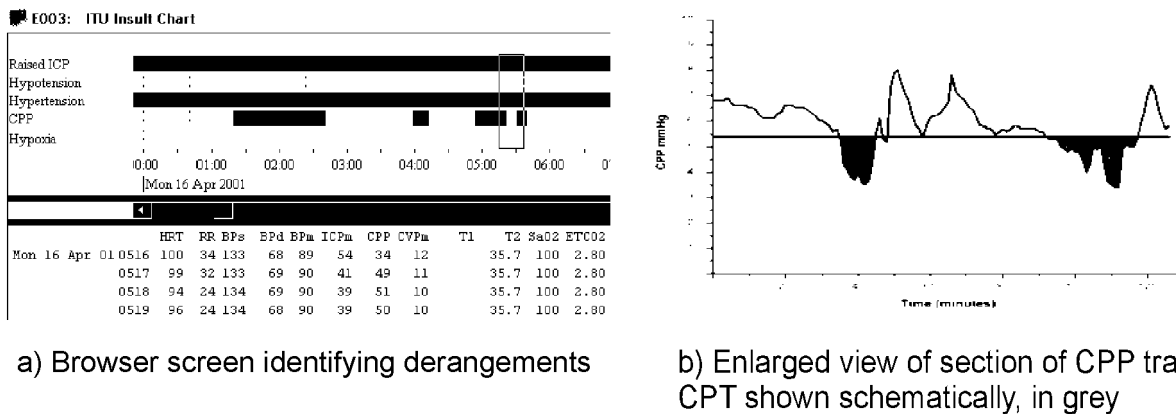 E003: ITU Insult Chart
Raised ICP
Hypotension
Hypertension
CPP
Hypoxia
00:00 01:00 02:00 03:00 04:00 05:00 06:00
Mon 16 Apr 2001
HRT RR BPs BPd BPm ICPm CPP CVPm T1 T2 SaO2 ETCO2
Mon 16 Apr 01 0516 100 34 133 68 89 54 34 12 35.7 100 2.80
0517 99 32 133 69 90 41 49 11 35.7 100 2.80
0518 94 24 134 69 90 39 51 10 35.7 100 2.80
0519 96 24 134 68 90 39 50 10 35.7 100 2.80
a) Browser screen identifying derangements
CPP mmHg
Time (minutes)
b) Enlarged view of section of CPP tra
CPT shown schematically, in grey